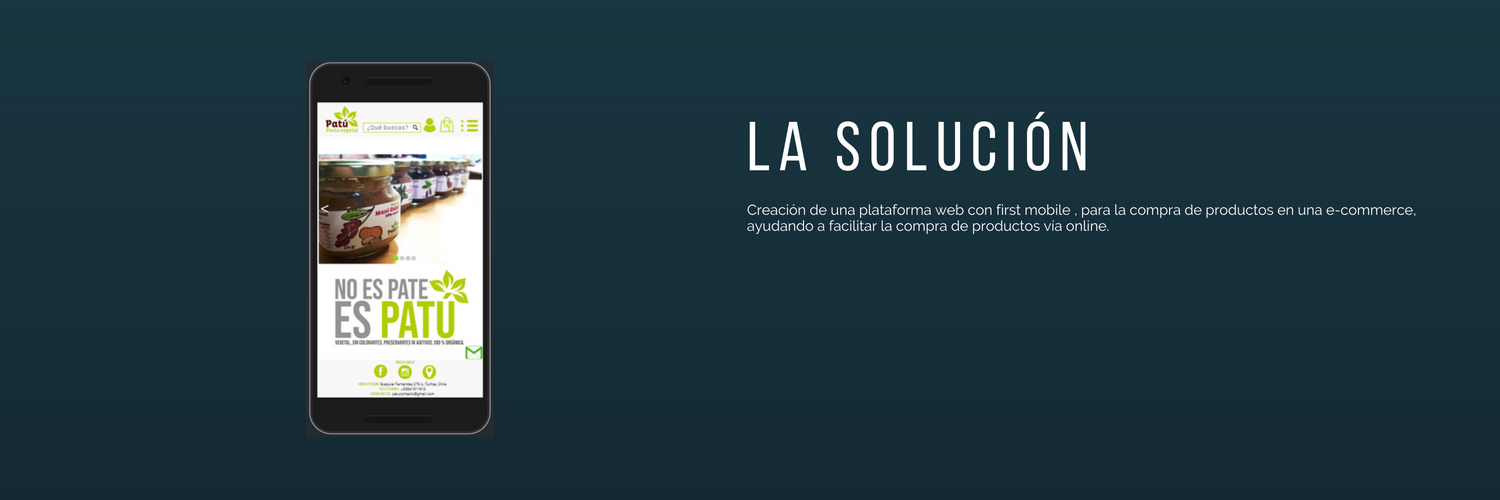 Patú
Pasta vegetal
¿Qué buscas?
<
Maní-
NO ES PATE
ES PATÚ
VEGETAL, SIN COLORANTES, PRESERVANTES NI ADITIVOS, 100 % ORGÁNICA.
LA SOLUCIÓN
Creación de una plataforma web con first mobile , para la compra de productos en una e-commerce,
ayudando a facilitar la compra de productos vía online.